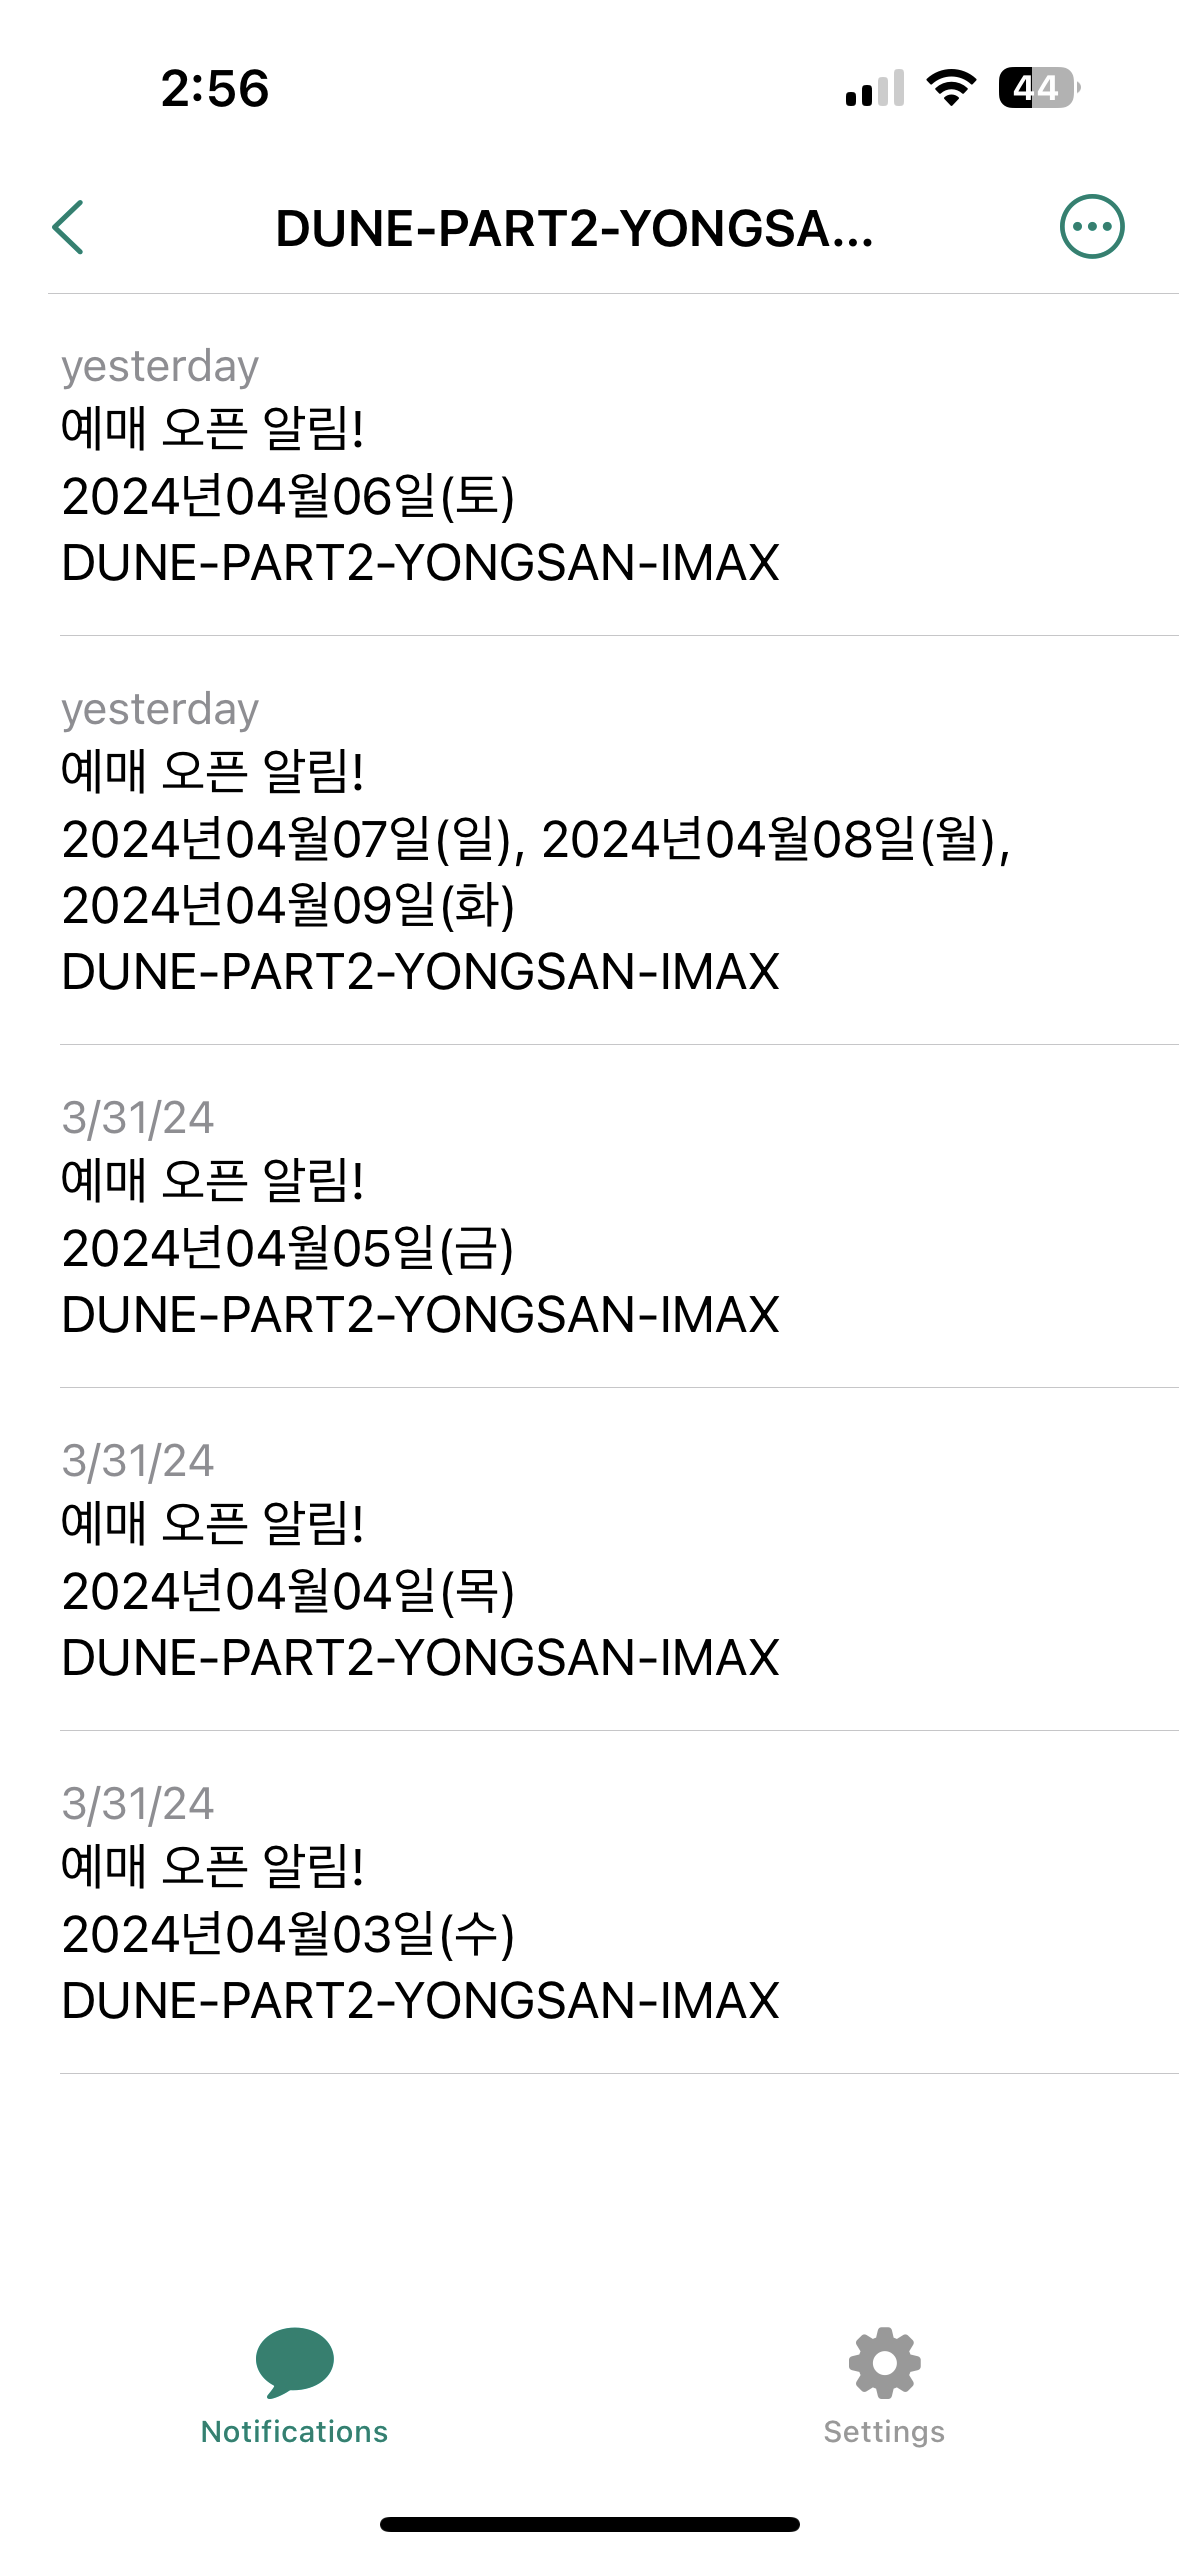 2:56
44
DUNE-PART2-YONGSA...
yesterday
예매 오픈 알림!
2024년04월06일(토)
DUNE-PART2-YONGSAN-IMAX
yesterday
예매 오픈 알림!
2024년04월07일(일), 2024년04월08일(월),
2024년04월09일(화)
DUNE-PART2-YONGSAN-IMAX
3/31/24
예매 오픈 알림!
2024년04월05일(금)
DUNE-PART2-YONGSAN-IMAX
3/31/24
예매 오픈 알림!
2024년04월04일(목)
DUNE-PART2-YONGSAN-IMAX
3/31/24
예매 오픈 알림!
2024년04월03일(수)
DUNE-PART2-YONGSAN-IMAX
Notifications
Settings